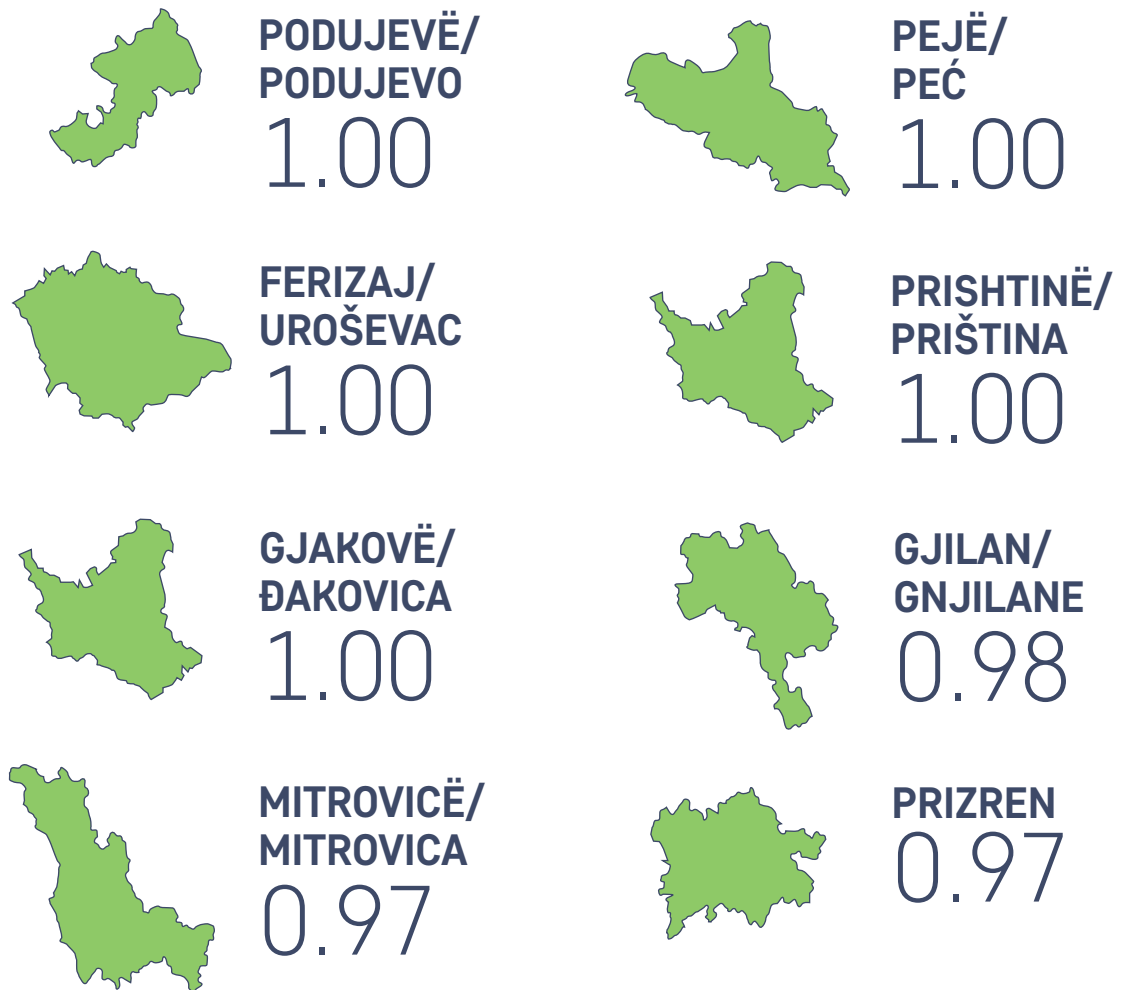 PODUJEVË/
PODUJEVO
1.00
PEJË/
PEĆ
1.00
FERIZAJ/
UROŠEVAC
1.00
PRISHTINË/
PRIŠTINA
1.00
GJAKOVË/
ĐAKOVICA
1.00
GJILAN/
GNJILANE
0.98
MITROVICË/
MITROVICA
0.97
PRIZREN
0.97